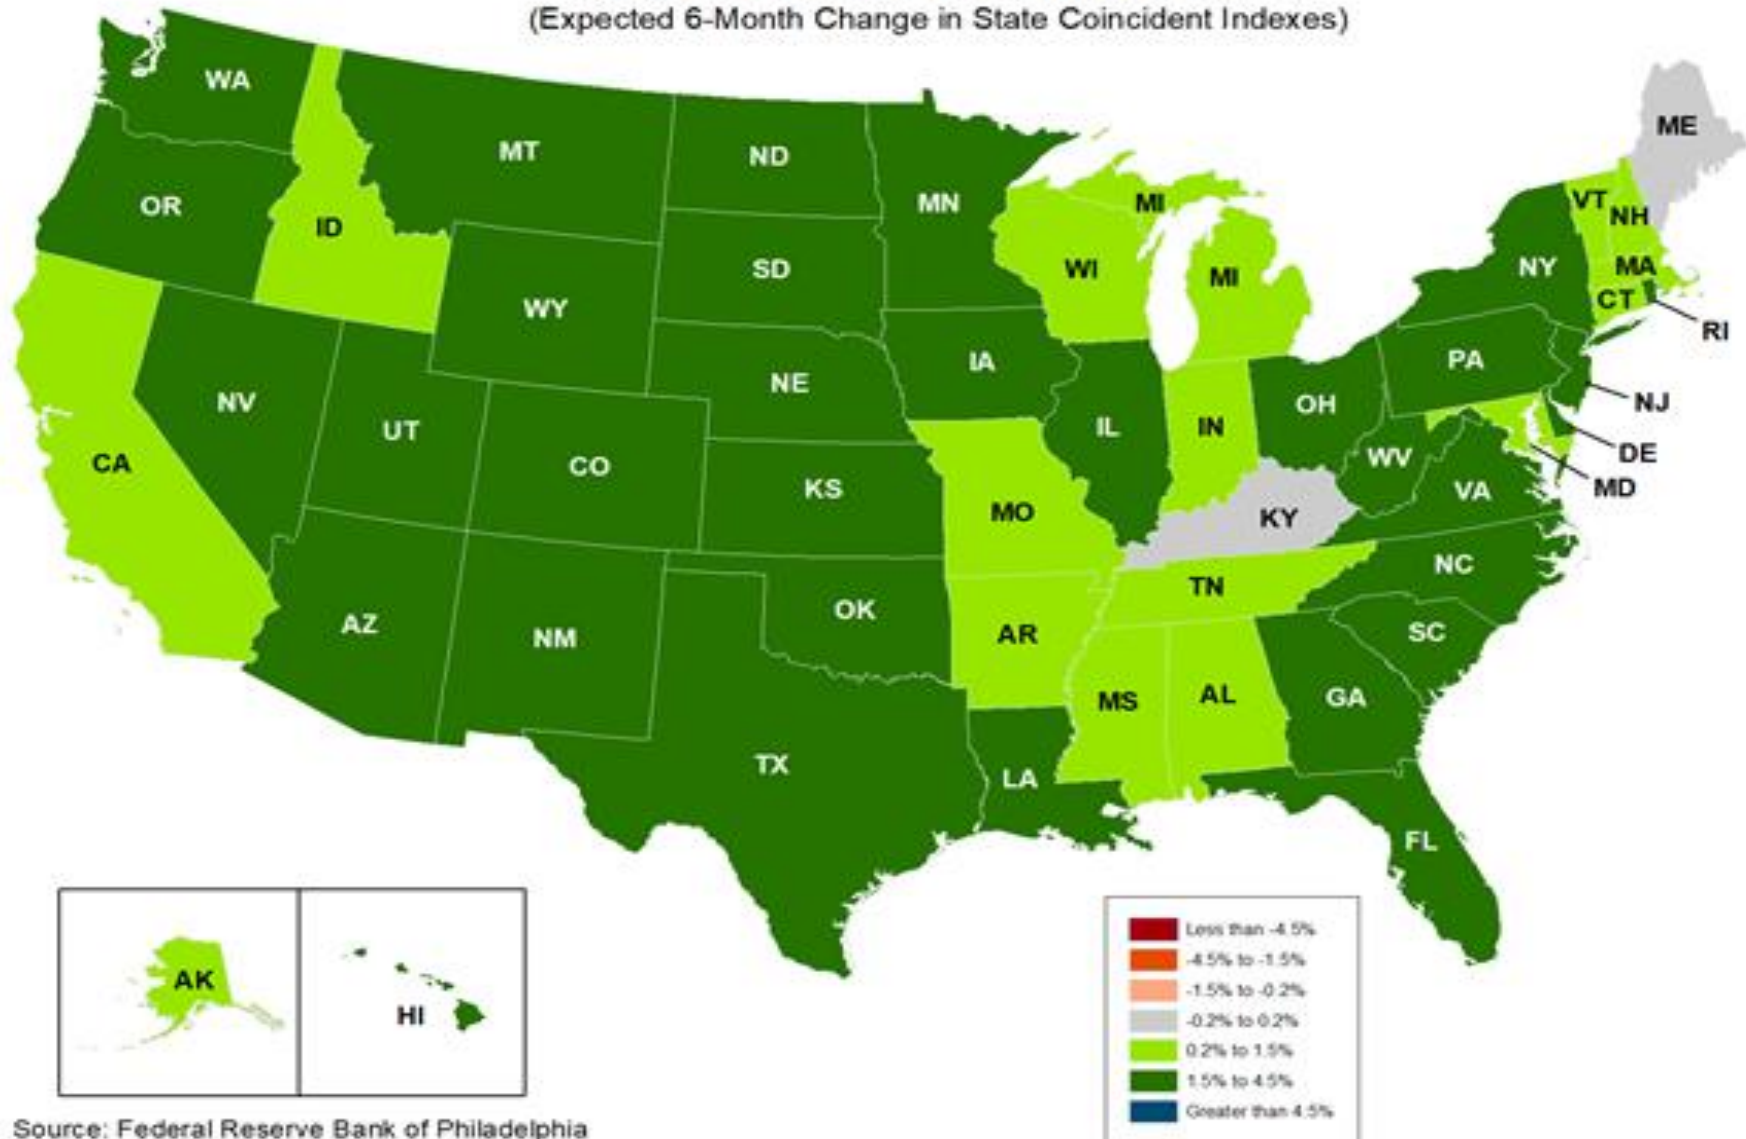 (Expected 6-Month Change in State Coincident Indexes)
WA
ME
MT
ND
OR
MN
VT
MI
NH
ID
SD
WI
MI
NY
MA
CT
WY
RI
IA
PA
NE
NV
OH
NJ
UT
IL
IN
DE
CO
WV
CA
KS
MD
VA
MO
KY
NC
TN
OK
AZ
NM
AR
SC
MS
AL
GA
TX
LA
FL
AK
HI
Less than -4.5%
-4.5% to -1.5%
-1.5% to -0.2%
-0.2% to 0.2%
0.2% to 1.5%
1.5% to 4.5%
Greater than 4.5%
Source: Federal Reserve Bank of Philadelphia